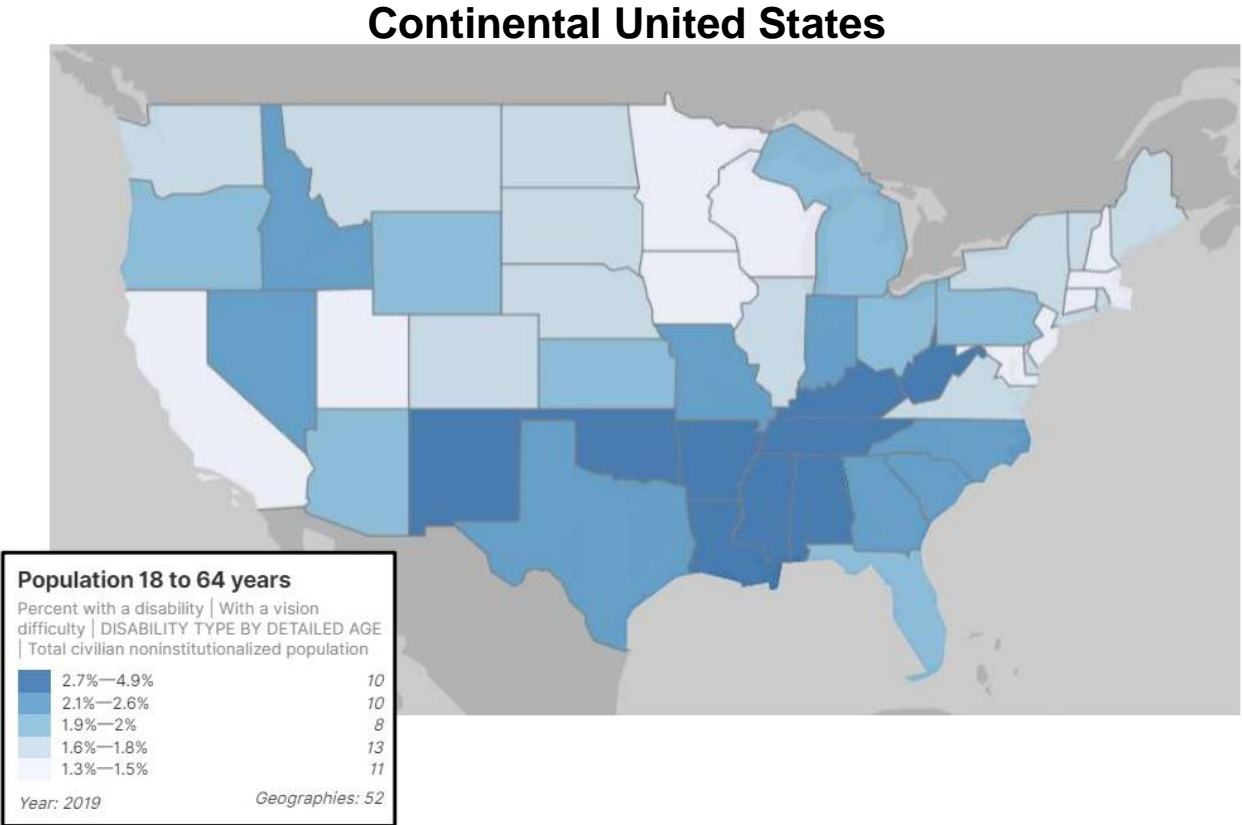 Continental United States
Population 18 to 64 years
Percent with a disability | With a vision
difficulty | DISABILITY TYPE BY DETAILED AGE
| Total civilian noninstitutionalized population
2.7%—4.9% 10
2.1%—2.6% 10
1.9%—2% 8
1.6%—1.8% 13
1.3%—1.5% 11
Year: 2019 Geographies: 52